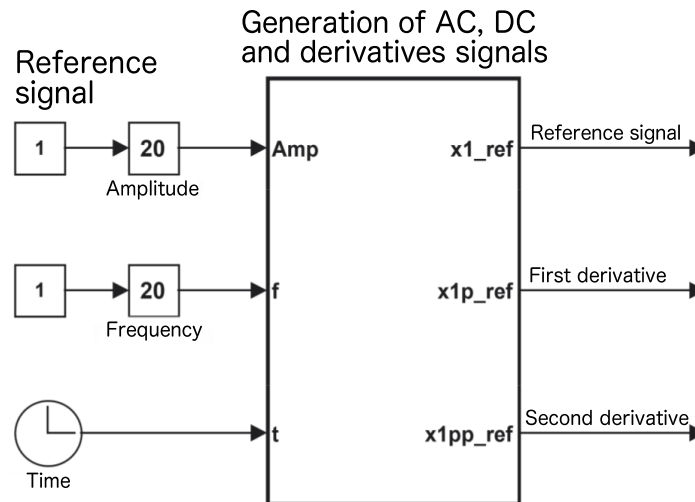 Generation of AC, DC
and derivatives signals
Reference
signal
1
20
Amp
x1_ref
Reference signal
Amplitude
1
20
f
x1p_ref
First derivative
Frequency
t
x1pp_ref
Second derivative
Time